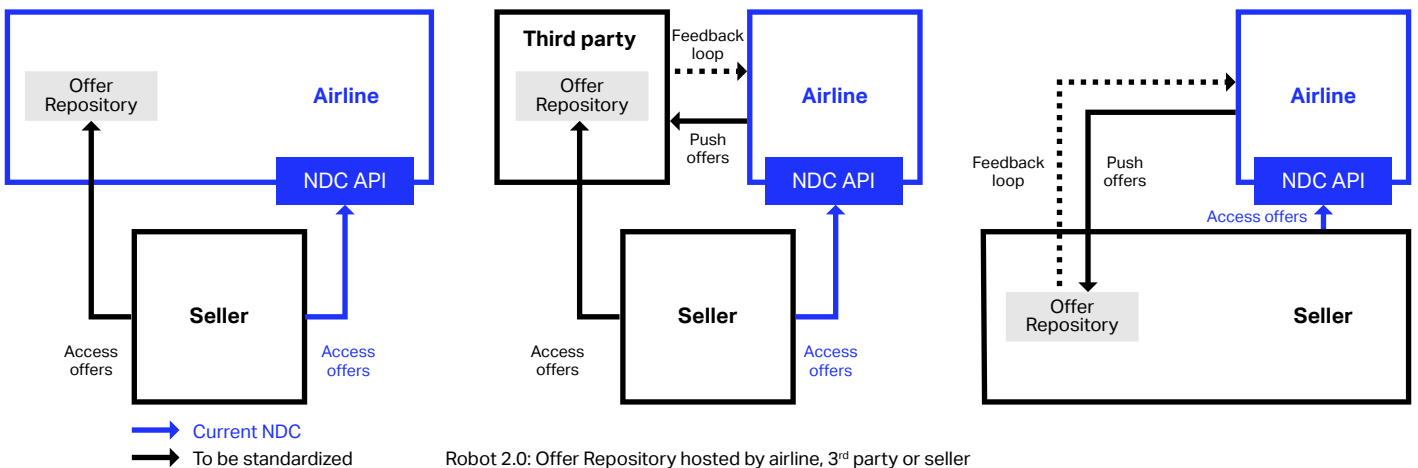 Offer
Repository
Airline
NDC API
Seller
Access
offers
Access
offers
Third party
Offer
Repository
Feedback
loop
Push
offers
Airline
NDC API
Seller
Access
offers
Access
offers
Airline
NDC API
Feedback
loop
Push
offers
Access offers
Offer
Repository
Seller
Current NDC
To be standardized
Robot 2.0: Offer Repository hosted by airline, 3rd party or seller